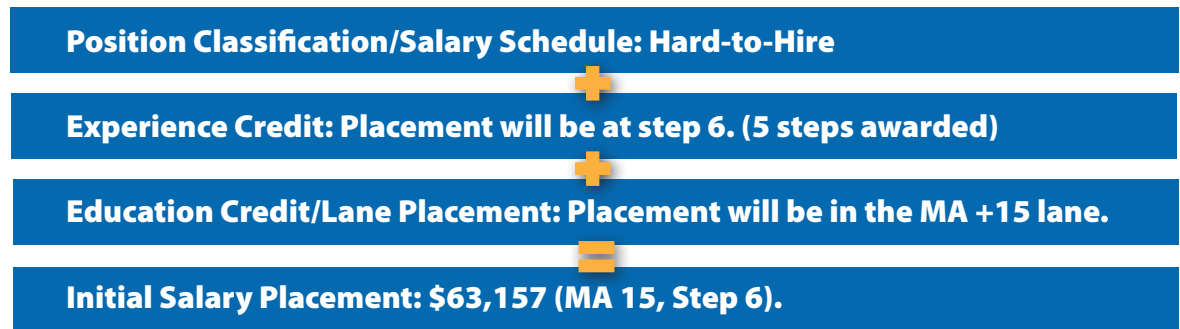 Position Classification/Salary Schedule: Hard-to-Hire
+
Experience Credit: Placement will be at step 6. (5 steps awarded)
+
Education Credit/Lane Placement: Placement will be in the MA +15 lane.
=
Initial Salary Placement: $63,157 (MA 15, Step 6).